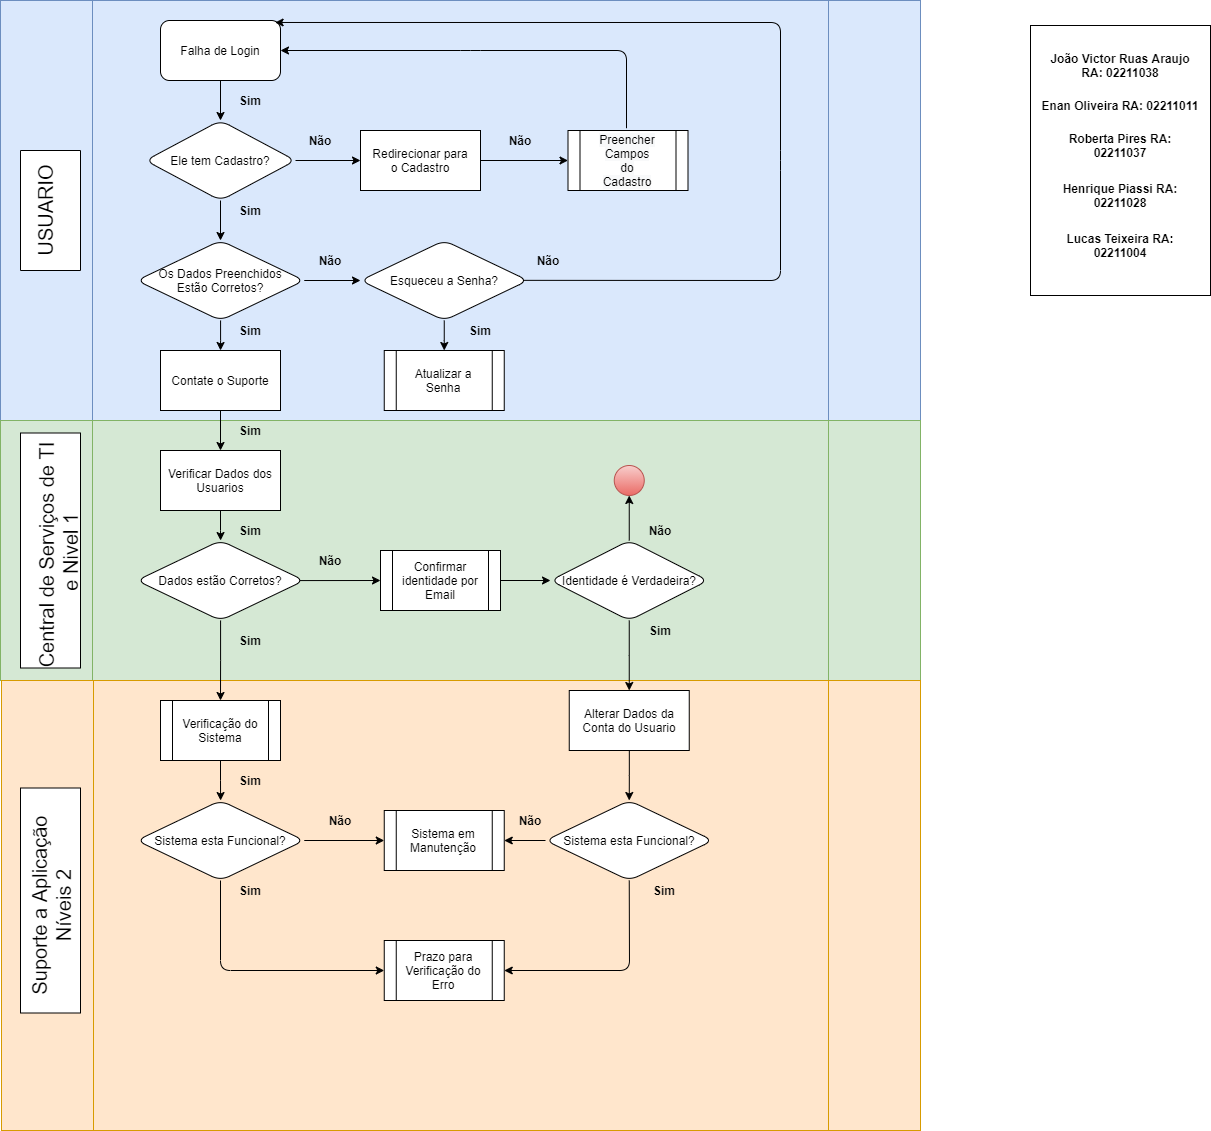 Falha de Login
Sim
Ele tem Cadastro?
Não
Redirecionar para
o Cadastro
Não
Preencher
Campos
do
Cadastro
Sim
USUARIO
Os Dados Preenchidos
Estão Corretos?
Não
Esqueceu a Senha?
Não
Sim
Sim
Contate o Suporte
Atualizar a
Senha
Sim
Central de Serviços de TI
e Nivel 1
Verificar Dados dos
Usuarios
Sim
Dados estão Corretos?
Não
Confirmar
identidade por
Email
Identidade é Verdadeira?
Não
Sim
Sim
Suporte a Aplicação
Níveis 2
Verificação do
Sistema
Alterar Dados da
Conta do Usuario
Sim
Sistema esta Funcional?
Não
Sistema em
Manutenção
Não
Sistema esta Funcional?
Sim
Sim
Prazo para
Verificação do
Erro
João Victor Ruas Araujo
RA: 02211038
Enan Oliveira RA: 02211011
Roberta Pires RA:
02211037
Henrique Piassi RA:
02211028
Lucas Teixeira RA:
02211004